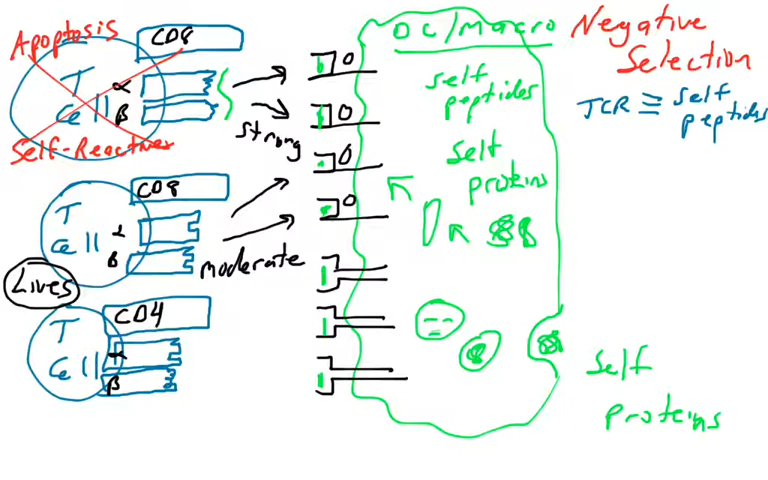 Apoptosis
CD8
T
Cell
α
β
Self-Reactive
strong
DC/Macro
self
peptides
self
proteins
Negative
Selection
TCR ≡ self
peptides
CD8
T
Cell
α
β
moderate
Lives
CD4
T
Cell
α
β
Self
proteins